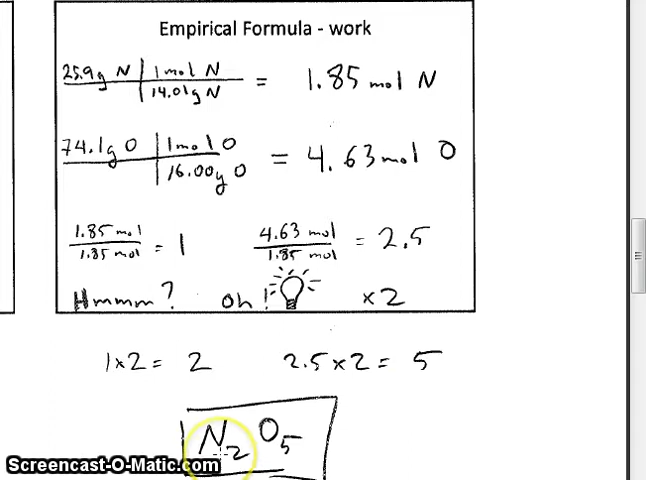 Empirical Formula - work
25.9g N | 1 mol N
14.01g N
= 1.85 mol N
74.1g O | 1 mol O
16.00g O
= 4.63 mol O
1.85 mol
1.85 mol
= 1
4.63 mol
1.85 mol
= 2.5
Hmmm? oh! x2
1x2= 2 2.5x2= 5
N2 O5
Screencast-O-Matic.com